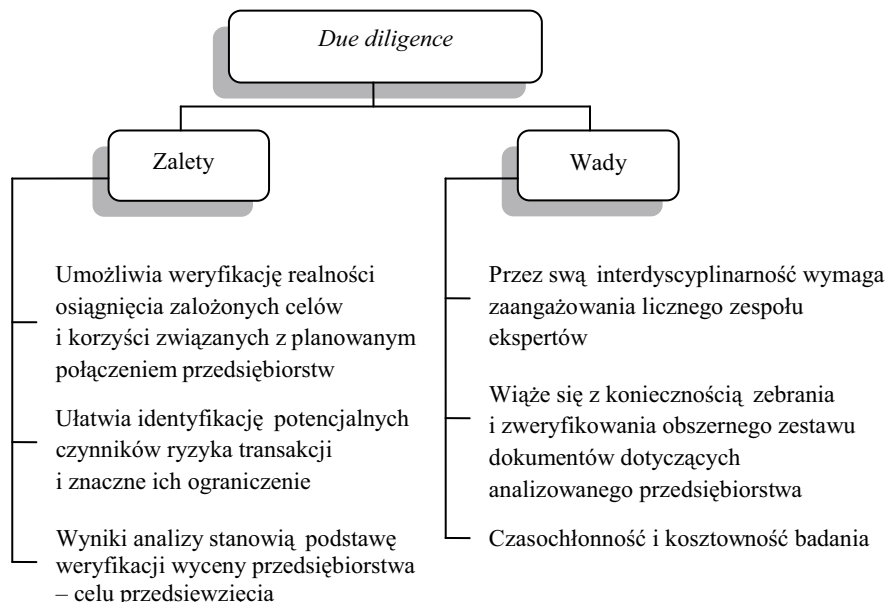 Due diligence
Zalety
Wady
Umożliwia weryfikację realności
osiągnięcia założonych celów
i korzyści związanych z planowanym
połączeniem przedsiębiorstw
Ułatwia identyfikację potencjalnych
czynników ryzyka transakcji
i znaczne ich ograniczenie
Wyniki analizy stanowią podstawę
weryfikacji wyceny przedsiębiorstwa
– celu przedsięwzięcia
Przez swą interdyscyplinarność wymaga
zaangażowania licznego zespołu
ekspertów
Wiąże się z koniecznością zebrania
i zweryfikowania obszernego zestawu
dokumentów dotyczących
analizowanego przedsiębiorstwa
Czasochłonność i kosztowność badania